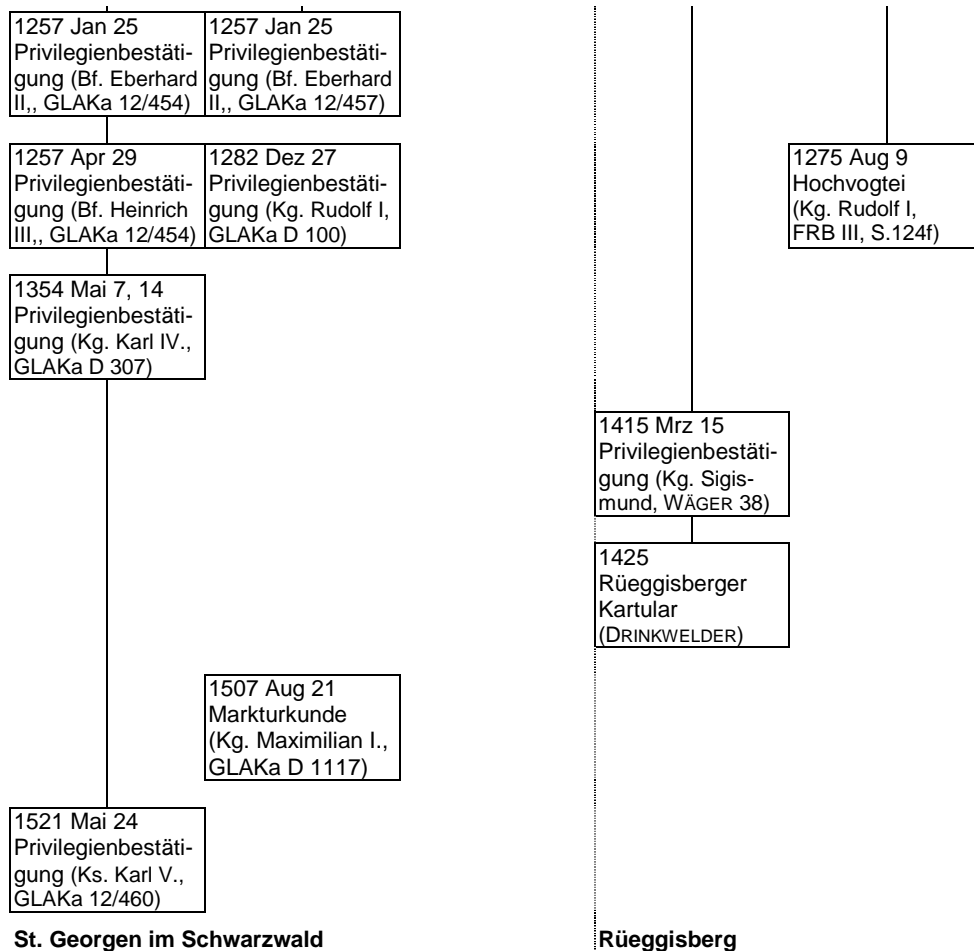 1257 Jan 25
Privilegienbestäti-
gung (Bf. Eberhard
II,, GLAKa 12/454)
1257 Jan 25
Privilegienbestäti-
gung (Bf. Eberhard
II,, GLAKa 12/457)
1257 Apr 29
Privilegienbestäti-
gung (Bf. Heinrich
III,, GLAKa 12/454)
1282 Dez 27
Privilegienbestäti-
gung (Kg. Rudolf I,
GLAKa D 100)
1275 Aug 9
Hochvogtei
(Kg. Rudolf I,
FRB III, S.124f)
1354 Mai 7, 14
Privilegienbestäti-
gung (Kg. Karl IV.,
GLAKa D 307)
1415 Mrz 15
Privilegienbestäti-
gung (Kg. Sigis-
mund, WÄGER 38)
1425
Rüeggisberger
Kartular
(DRINKWELDER)
1507 Aug 21
Markturkunde
(Kg. Maximilian I.,
GLAKa D 1117)
1521 Mai 24
Privilegienbestäti-
gung (Ks. Karl V.,
GLAKa 12/460)
St. Georgen im Schwarzwald
Rüeggisberg